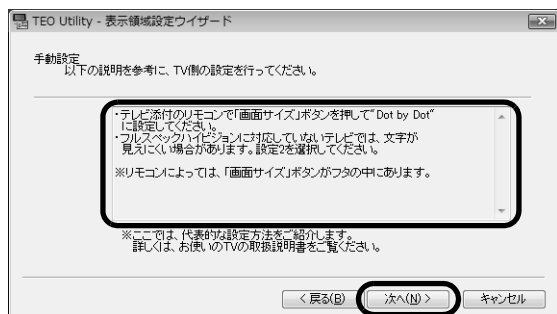 TEO Utility - 表示領域設定ウイザード
手動設定
以下の説明を参考に、TV側の設定を行ってください。
・テレビ添付のリモコンで「画面サイズ」ボタンを押して"Dot by Dot"
に設定してください。
・フルスペックハイビジョンに対応していないテレビでは、文字が
見えにくい場合があります。設定2を選択してください。
※リモコンによっては、「画面サイズ」ボタンがフタの中にあります。
※ここでは、代表的な設定方法をご紹介します。
詳しくは、お使いのTVの取扱説明書をご覧ください。
< 戻る(B) 次へ(N) > キャンセル